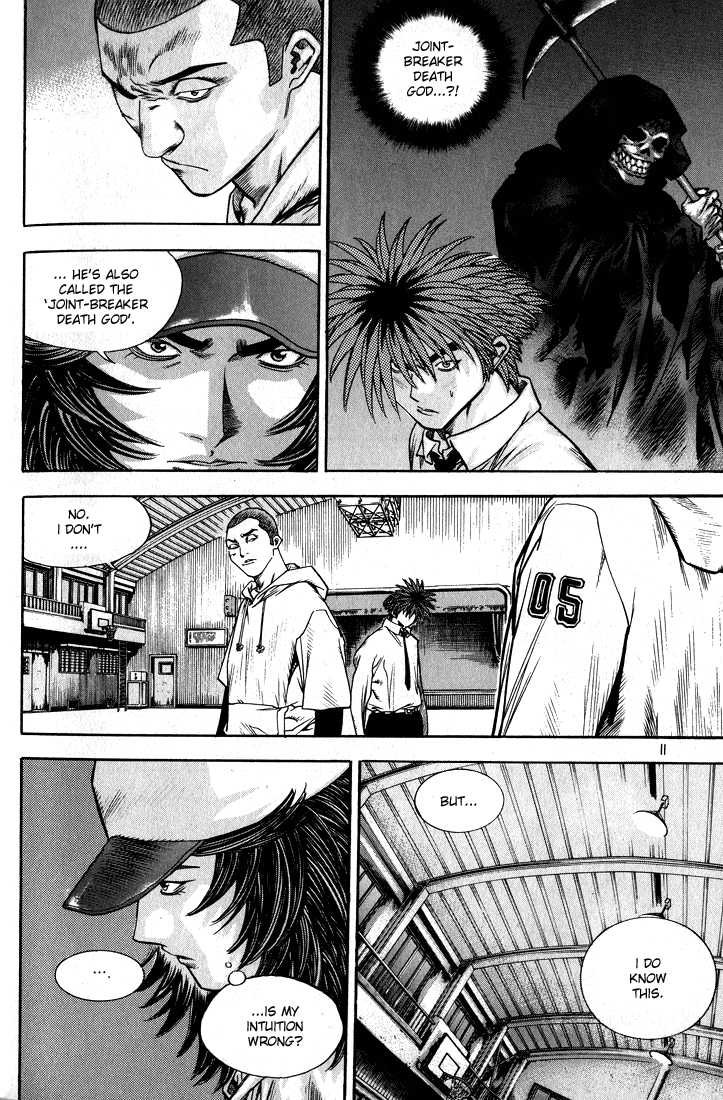 ... HE'S ALSO
CALLED THE
'JOINT-BREAKER
DEATH GOD'.
JOINT-
BREAKER
DEATH
GOD...?!
NO.
I DON'T
....
05
11
....
...IS MY
INTUITION
WRONG?
BUT...
I DO
KNOW
THIS.